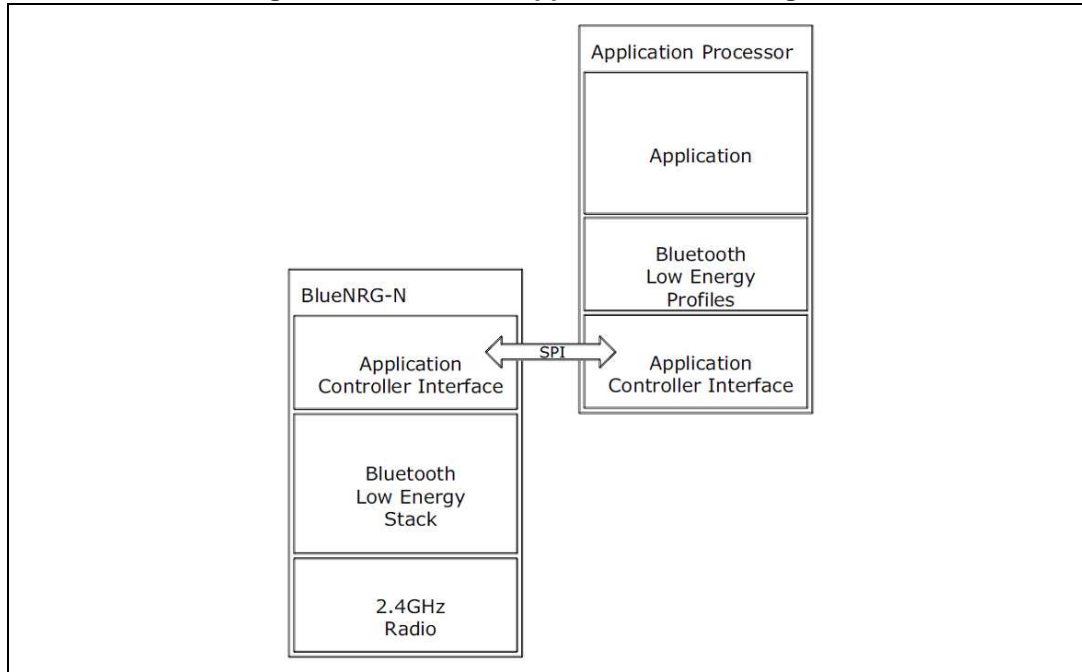 Application Processor
Application
Bluetooth
Low Energy
Profiles
Application
Controller Interface
SPI
BlueNRG-N
Application
Controller Interface
Bluetooth
Low Energy
Stack
2.4GHz
Radio